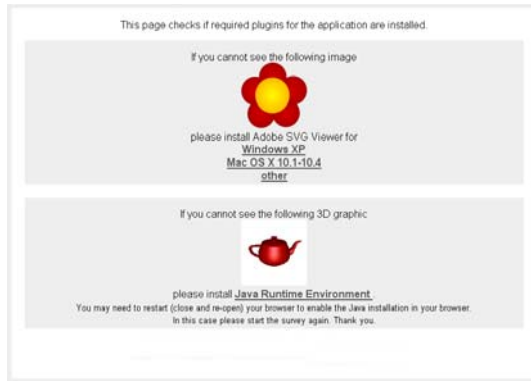 This page checks if required plugins for the application are installed.
If you cannot see the following image
please install Adobe SVG Viewer for
Windows XP
Mac OS X 10.1-10.4
other
If you cannot see the following 3D graphic
please install Java Runtime Environment
You may need to restart (close and re-open) your browser to enable the Java installation in your browser.
In this case please start the survey again. Thank you.